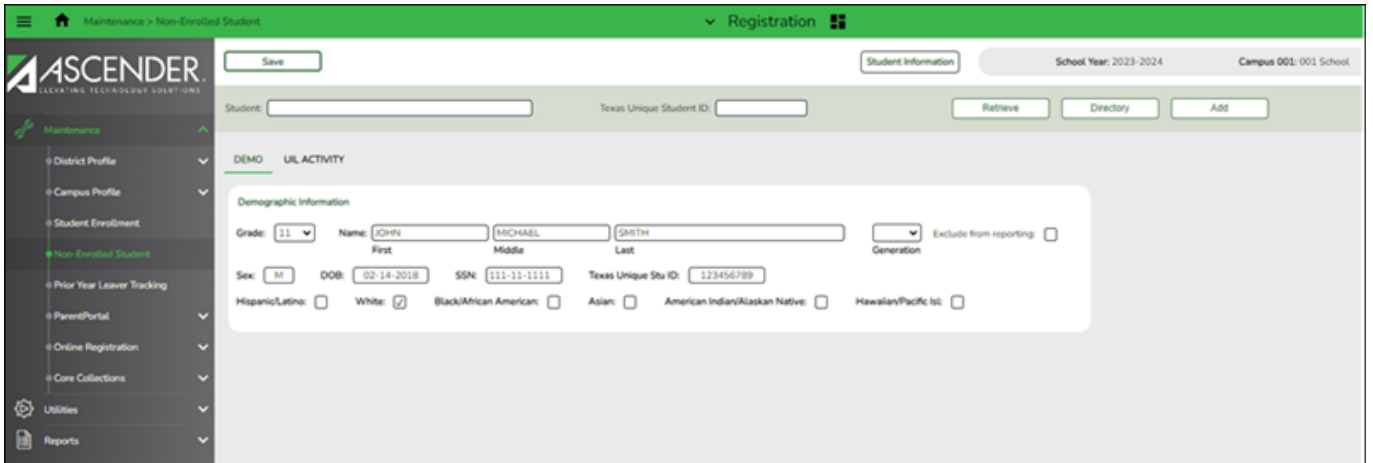 Maintenance > Non-Enrolled Student
Registration
ASCENDER
ELEVATING TECHNOLOGY SOLUTIONS
Save
Student Information
School Year: 2023-2024
Campus 001: 001 School
Student:
Texas Unique Student ID:
Retrieve
Directory
Add
Maintenance
District Profile
Campus Profile
Student Enrollment
Non-Enrolled Student
Prior Year Leaver Tracking
ParentPortal
Online Registration
Core Collections
Utilities
Reports
DEMO UIL ACTIVITY
Demographic Information
Grade: 11 Name: JOHN MICHAEL SMITH Exclude from reporting:
First Middle Last Generation
Sex: M DOB: 02-14-2018 SSN: 111-11-1111 Texas Unique Stu ID: 123456789
Hispanic/Latino: White: Black/African American: Asian: American Indian/Alaskan Native: Hawaiian/Pacific Isl: